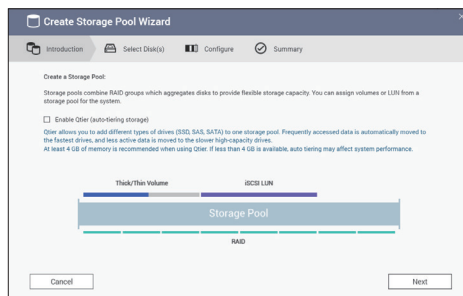 Create Storage Pool Wizard
Introduction Select Disk(s) Configure Summary
Create a Storage Pool:
Storage pools combine RAID groups which aggregates disks to provide flexible storage capacity. You can assign volumes or LUN from a
storage pool for the system.
Enable Qtier (auto-tiering storage)
Qtier allows you to add different types of drives (SSD, SAS, SATA) to one storage pool. Frequently accessed data is automatically moved to
the fastest drives, and less active data is moved to the slower high-capacity drives.
At least 4 GB of memory is recommended when using Qtier. If less than 4 GB is available, auto tiering may affect system performance.
Thick/Thin Volume iSCSI LUN
Storage Pool
RAID
Cancel Next